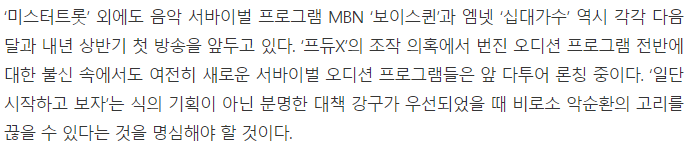 ‘미스터트롯’ 외에도 음악 서바이벌 프로그램 MBN ‘보이스퀸’과 엠넷 ‘십대가수’ 역시 각각 다음
달과 내년 상반기 첫 방송을 앞두고 있다. ‘프듀X’의 조작 의혹에서 번진 오디션 프로그램 전반에
대한 불신 속에서도 여전히 새로운 서바이벌 오디션 프로그램들은 앞 다투어 론칭 중이다. ‘일단
시작하고 보자’는 식의 기획이 아닌 분명한 대책 강구가 우선되었을 때 비로소 악순환의 고리를
끊을 수 있다는 것을 명심해야 할 것이다.